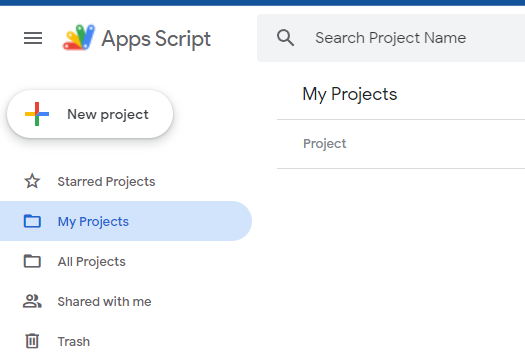 Apps Script
Search Project Name
New project
My Projects
Project
Starred Projects
My Projects
All Projects
Shared with me
Trash